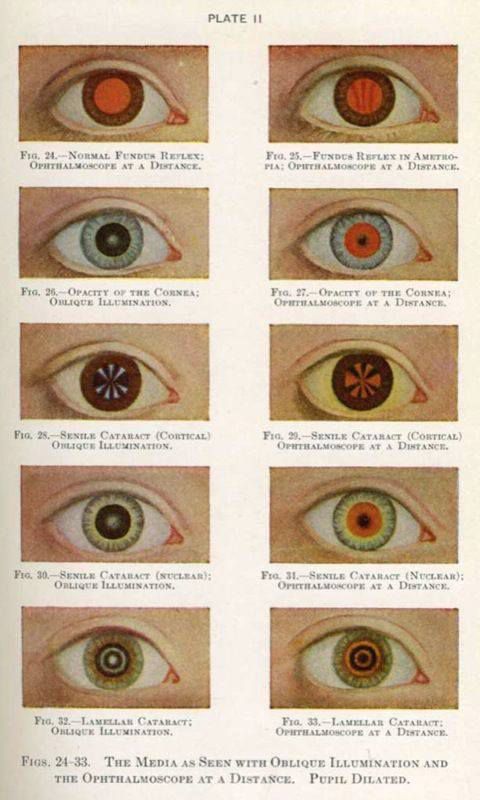 PLATE II
FIG. 24.—NORMAL FUNDUS REFLEX;
OPHTHALMOSCOPE AT A DISTANCE.
FIG. 25.—FUNDUS REFLEX IN AMETRO-
PIA; OPHTHALMOSCOPE AT A DISTANCE.
FIG. 26.—OPACITY OF THE CORNEA;
OBLIQUE ILLUMINATION.
FIG. 27.—OPACITY OF THE CORNEA;
OPHTHALMOSCOPE AT A DISTANCE.
FIG. 28.—SENILE CATARACT (CORTICAL)
OBLIQUE ILLUMINATION.
FIG. 29.—SENILE CATARACT (CORTICAL)
OPHTHALMOSCOPE AT A DISTANCE.
FIG. 30.—SENILE CATARACT (NUCLEAR);
OBLIQUE ILLUMINATION.
FIG. 31.—SENILE CATARACT (NUCLEAR);
OPHTHALMOSCOPE AT A DISTANCE.
FIG. 32.—LAMELLAR CATARACT;
OBLIQUE ILLUMINATION.
FIG. 33.—LAMELLAR CATARACT;
OPHTHALMOSCOPE AT A DISTANCE.
FIGS. 24-33. THE MEDIA AS SEEN WITH OBLIQUE ILLUMINATION AND
THE OPHTHALMOSCOPE AT A DISTANCE. PUPIL DILATED.